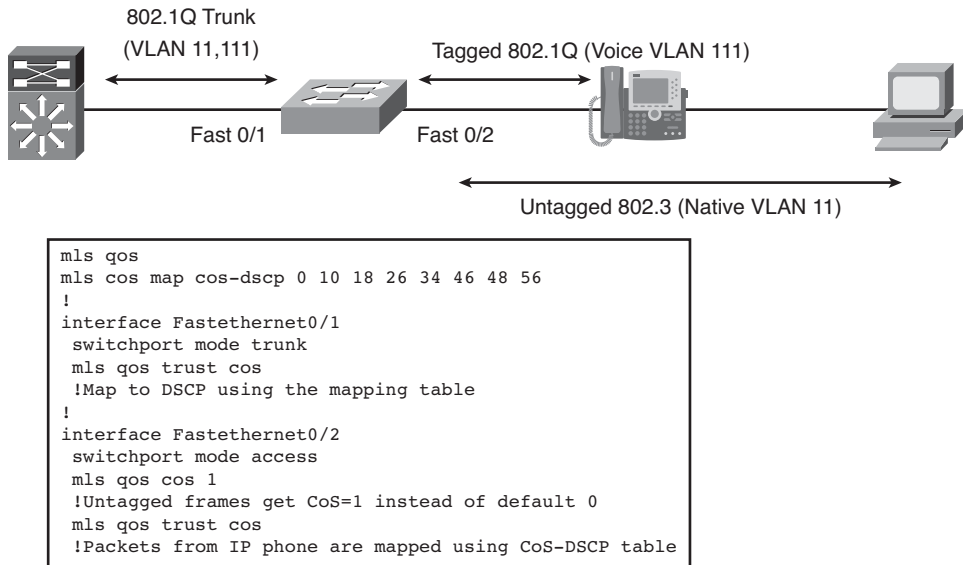 802.1Q Trunk
(VLAN 11,111)
Tagged 802.1Q (Voice VLAN 111)
Fast 0/1
Fast 0/2
Untagged 802.3 (Native VLAN 11)
mls qos
mls cos map cos-dscp 0 10 18 26 34 46 48 56
!
interface Fastethernet0/1
 switchport mode trunk
 mls qos trust cos
 !Map to DSCP using the mapping table
!
interface Fastethernet0/2
 switchport mode access
 mls qos cos 1
 !Untagged frames get CoS=1 instead of default 0
 mls qos trust cos
 !Packets from IP phone are mapped using CoS-DSCP table